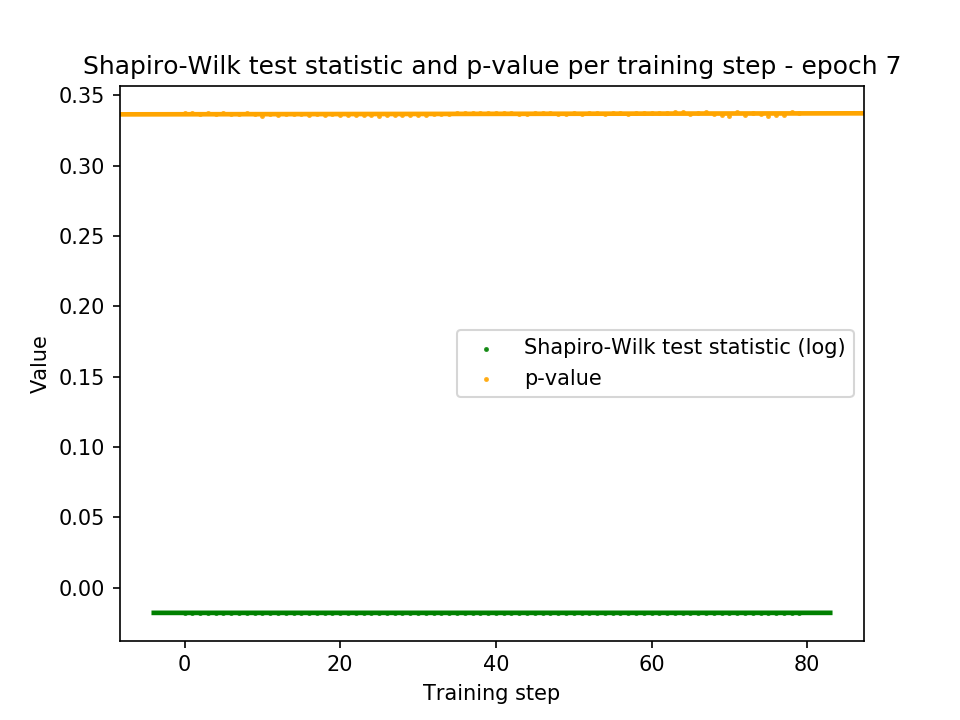 Shapiro-Wilk test statistic and p-value per training step - epoch 7
0.35
0.30
0.25
0.20
0.15
0.10
0.05
0.00
Value
Shapiro-Wilk test statistic (log)
p-value
0 20 40 60 80
Training step